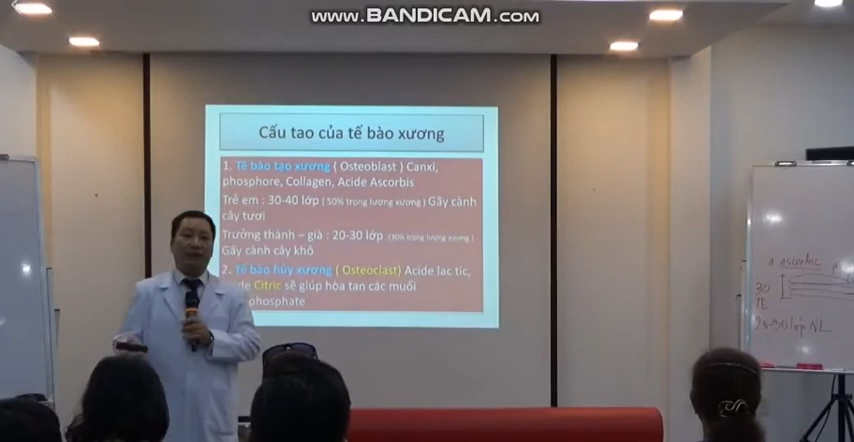 www.BANDICAM.com
Cấu tao của tế bào xương
1. Tế bào tạo xương ( Osteoblast ) Canxi,
phosphore, Collagen, Acide Ascorbis
Trẻ em : 30-40 lớp ( 50% trọng lượng xương ) Gãy cành
cây tươi
Trưởng thành – già : 20-30 lớp (30% trọng lượng xương )
Gãy cành cây khô
2. Tế bào hủy xương ( Osteoclast) Acide lac tic,
Citric sẽ giúp hòa tan các muối
phosphate
30
TE
20-30 lớp NL